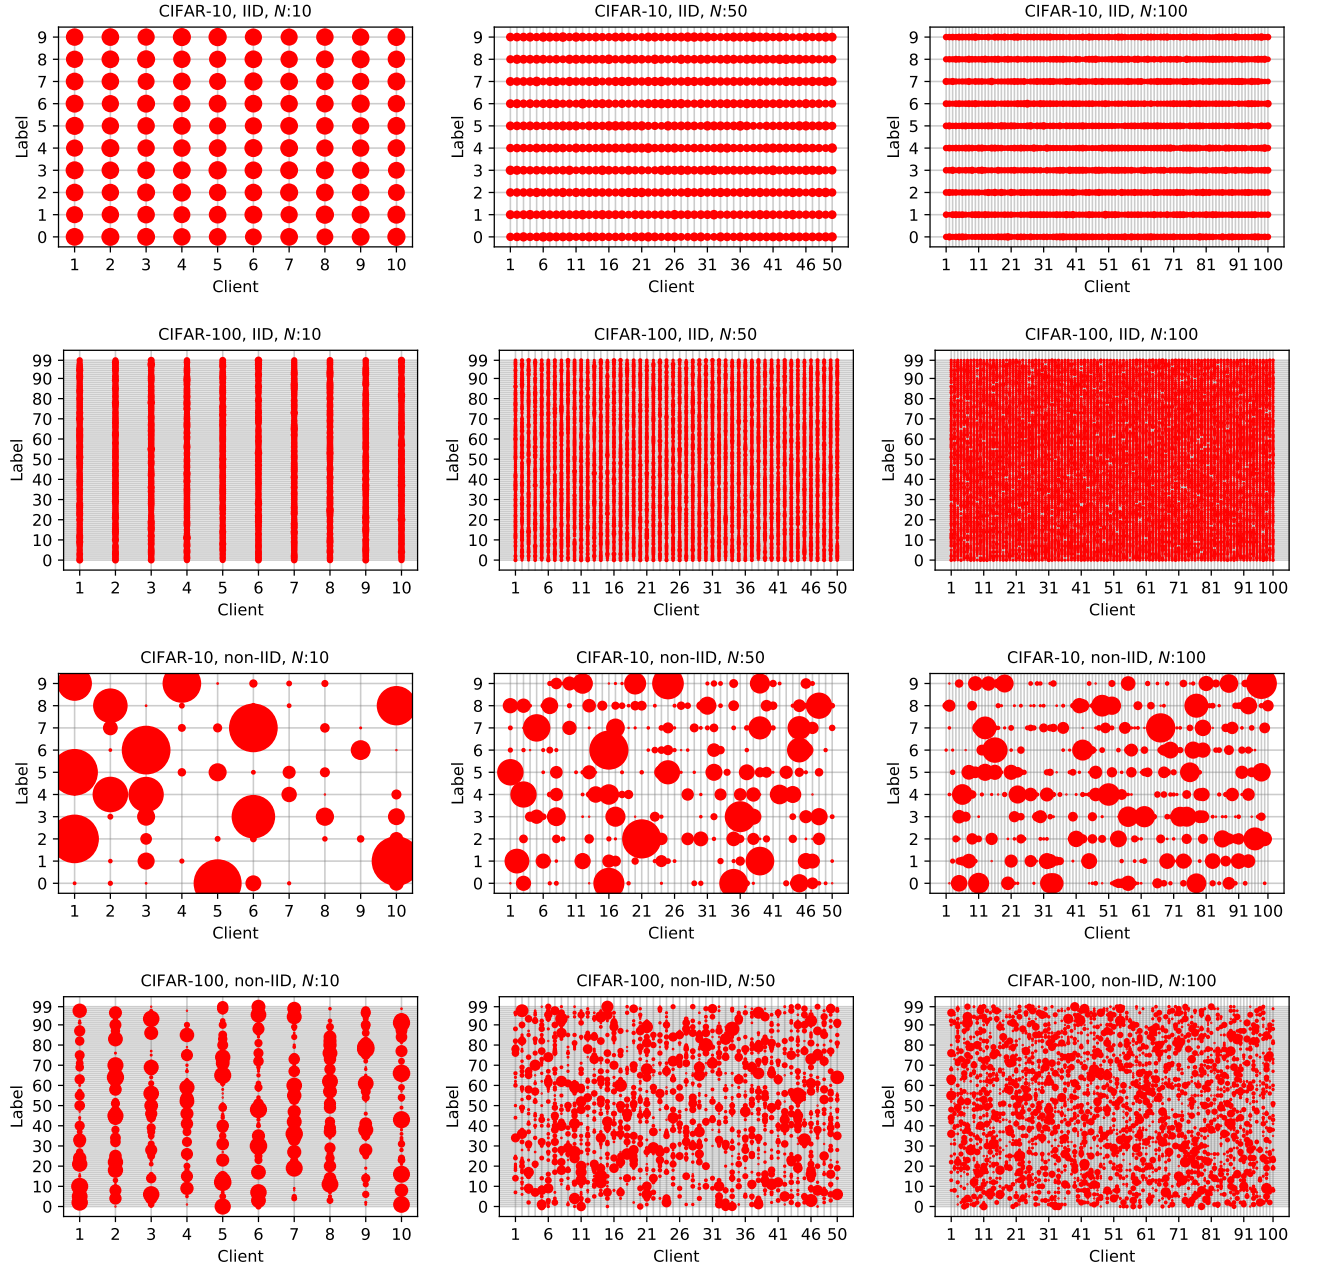 CIFAR-10, IID, N:10
9
8
7
6
5
4
3
2
1
0
Label
1 2 3 4 5 6 7 8 9 10
Client
CIFAR-10, IID, N:50
9
8
7
6
5
4
3
2
1
0
Label
1 6 11 16 21 26 31 36 41 46 50
Client
CIFAR-10, IID, N:100
9
8
7
6
5
4
3
2
1
0
Label
1 11 21 31 41 51 61 71 81 91 100
Client
CIFAR-100, IID, N:10
99
90
80
70
60
50
40
30
20
10
0
Label
1 2 3 4 5 6 7 8 9 10
Client
CIFAR-100, IID, N:50
99
90
80
70
60
50
40
30
20
10
0
Label
1 6 11 16 21 26 31 36 41 46 50
Client
CIFAR-100, IID, N:100
99
90
80
70
60
50
40
30
20
10
0
Label
1 11 21 31 41 51 61 71 81 91 100
Client
CIFAR-10, non-IID, N:10
9
8
7
6
5
4
3
2
1
0
Label
1 2 3 4 5 6 7 8 9 10
Client
CIFAR-10, non-IID, N:50
9
8
7
6
5
4
3
2
1
0
Label
1 6 11 16 21 26 31 36 41 46 50
Client
CIFAR-10, non-IID, N:100
9
8
7
6
5
4
3
2
1
0
Label
1 11 21 31 41 51 61 71 81 91 100
Client
CIFAR-100, non-IID, N:10
99
90
80
70
60
50
40
30
20
10
0
Label
1 2 3 4 5 6 7 8 9 10
Client
CIFAR-100, non-IID, N:50
99
90
80
70
60
50
40
30
20
10
0
Label
1 6 11 16 21 26 31 36 41 46 50
Client
CIFAR-100, non-IID, N:100
99
90
80
70
60
50
40
30
20
10
0
Label
1 11 21 31 41 51 61 71 81 91 100
Client